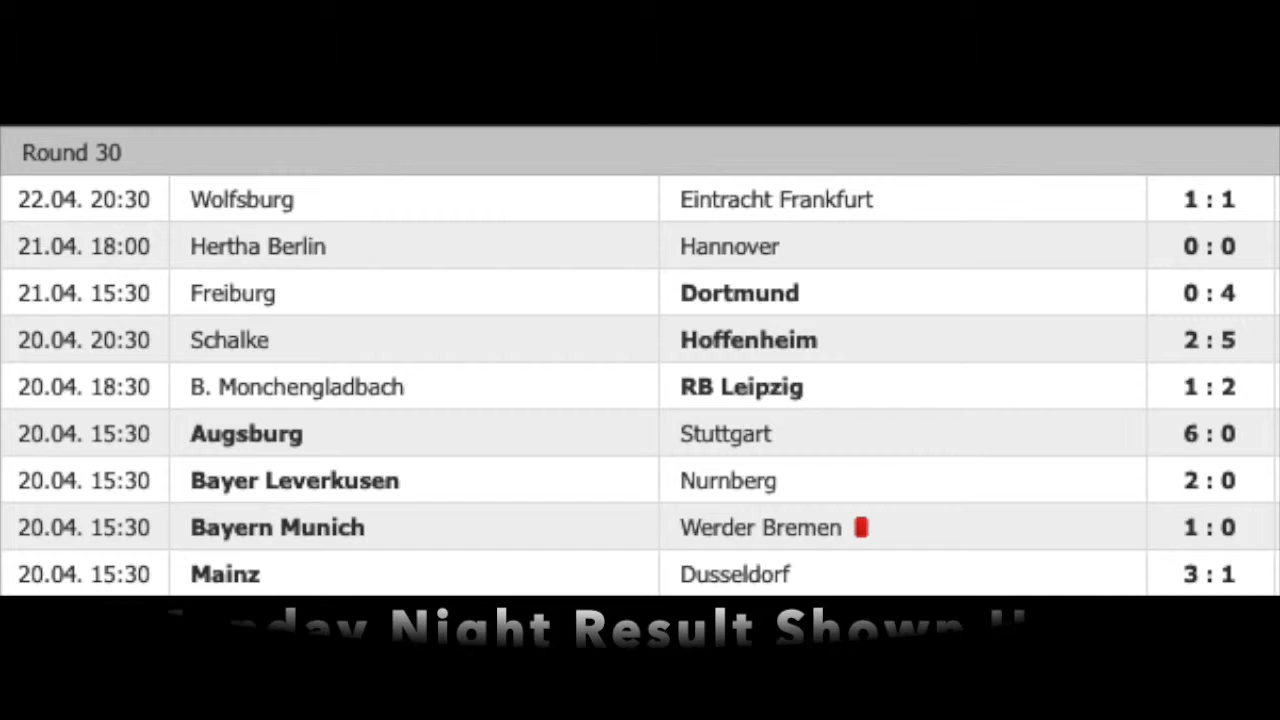 Round 30
22.04. 20:30 Wolfsburg Eintracht Frankfurt 1 : 1
21.04. 18:00 Hertha Berlin Hannover 0 : 0
21.04. 15:30 Freiburg Dortmund 0 : 4
20.04. 20:30 Schalke Hoffenheim 2 : 5
20.04. 18:30 B. Monchengladbach RB Leipzig 1 : 2
20.04. 15:30 Augsburg Stuttgart 6 : 0
20.04. 15:30 Bayer Leverkusen Nurnberg 2 : 0
20.04. 15:30 Bayern Munich Werder Bremen 1 : 0
20.04. 15:30 Mainz Dusseldorf 3 : 1
Night Result Shown